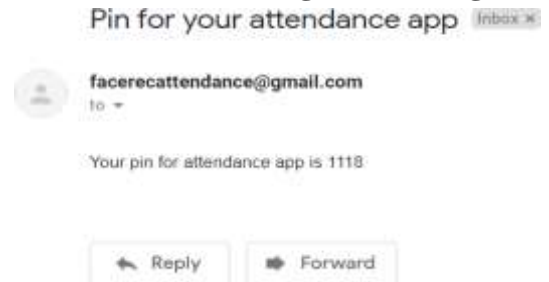 Pin for your attendance app Inbox ×
facerecattendance@gmail.com
to
Your pin for attendance app is 1118
Reply Forward